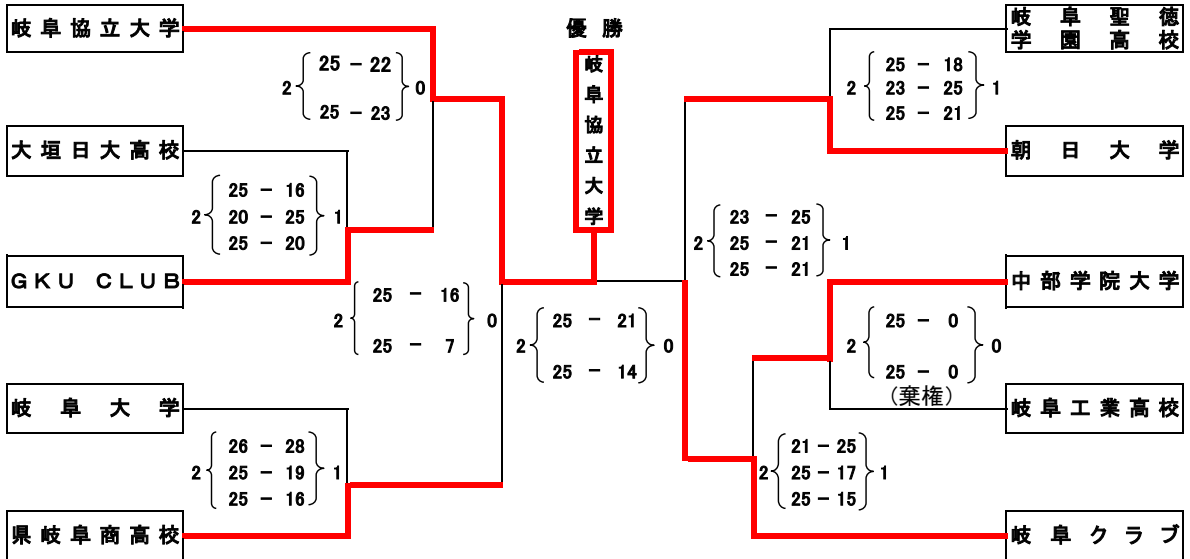 岐阜協立大学
2 25 － 22 0
25 － 23
大垣日大高校
25 － 16
2 20 － 25 1
25 － 20
GKU CLUB
25 － 16
2 0
25 － 7
岐阜大学
26 － 28
2 25 － 19 1
25 － 16
県岐阜商高校
優勝
岐阜協立大学
25 － 21
2 0
25 － 14
岐阜聖徳
学園高校
25 － 18
2 23 － 25 1
25 － 21
朝日大学
23 － 25
2 25 － 21 1
25 － 21
中部学院大学
25 － 0
2 0
25 － 0
（棄権）
岐阜工業高校
21 － 25
2 25 － 17 1
25 － 15
岐阜クラブ